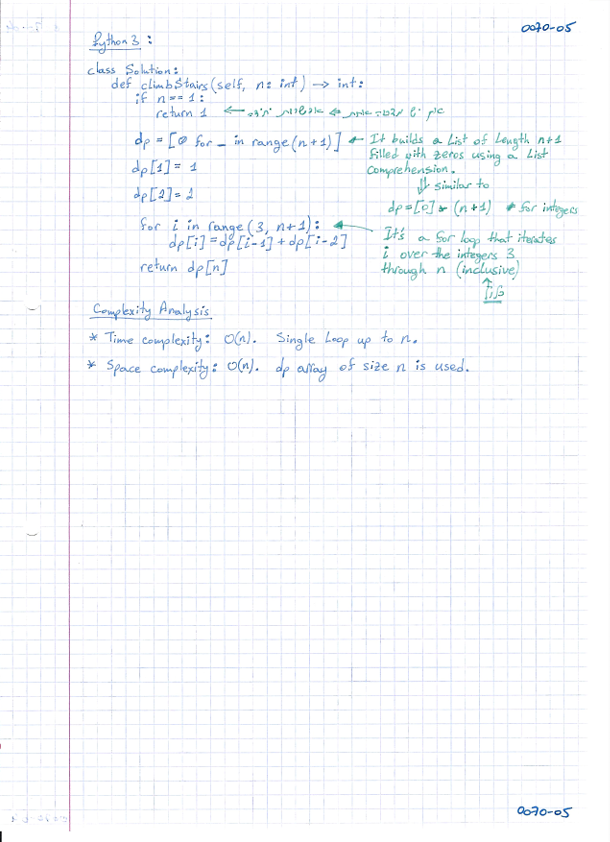 0070-05
Python3:
class Solution:
def climbStairs(self, n: int) → int:
if n == 1:
return 1 ←
dp = [0 for _ in range(n+1)] ← It builds a List of Length n+1
filled with zeros using a List
comprehension.
dp[1] = 1
⇓ similar to
dp[2] = 2
dp = [0] * (n+1) * for integers
for i in range(3, n+1): ←
It's a for loop that iterates
dp[i] = dp[i-1] + dp[i-2]
i over the integers 3
through n (inclusive)
return dp[n]
↑
Complexity Analysis
* Time complexity: O(n). Single Loop up to n.
* Space complexity: O(n). dp array of size n is used.
0070-05